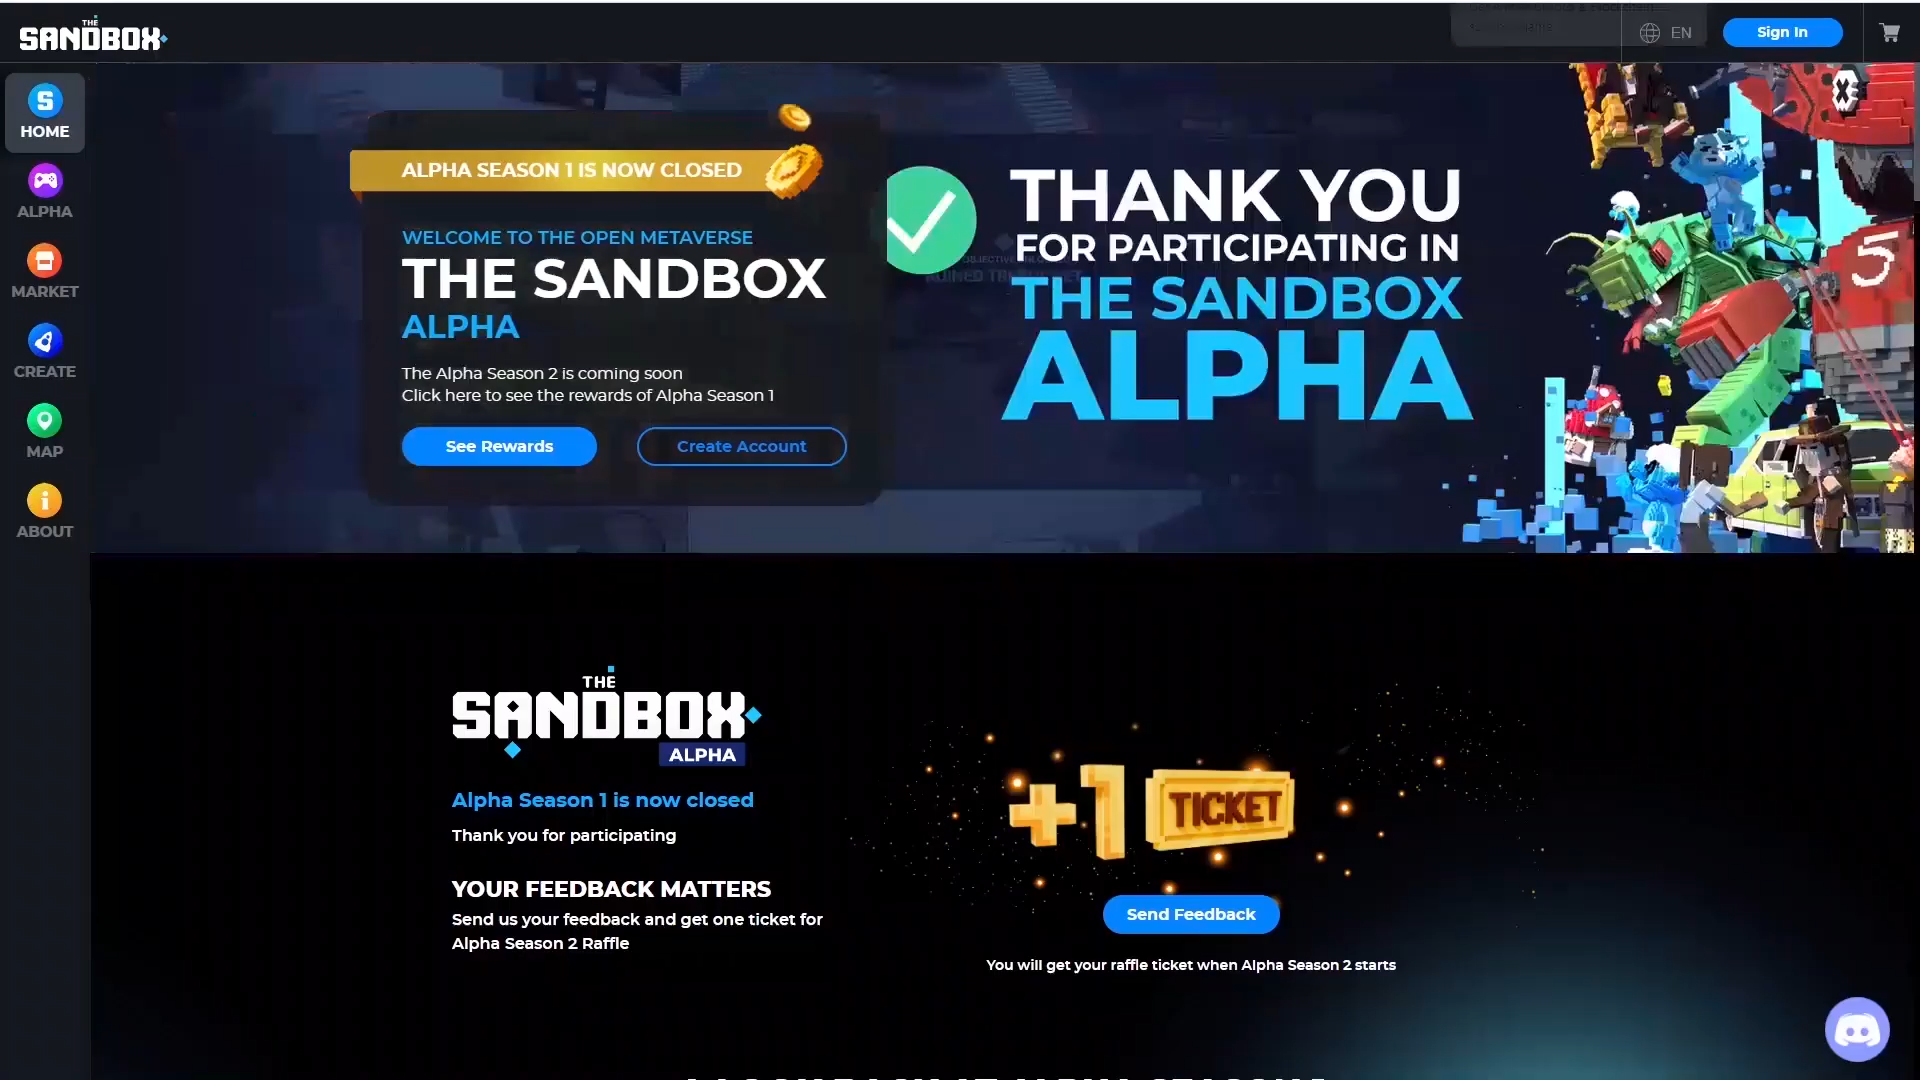 THE
SANDBOX
EN
Sign In
HOME
ALPHA
MARKET
CREATE
MAP
ABOUT
ALPHA SEASON 1 IS NOW CLOSED
WELCOME TO THE OPEN METAVERSE
THE SANDBOX
ALPHA
The Alpha Season 2 is coming soon
Click here to see the rewards of Alpha Season 1
See Rewards
Create Account
THANK YOU
FOR PARTICIPATING IN
THE SANDBOX
ALPHA
5
THE
SANDBOX
ALPHA
Alpha Season 1 is now closed
Thank you for participating
YOUR FEEDBACK MATTERS
Send us your feedback and get one ticket for
Alpha Season 2 Raffle
+1 TICKET
Send Feedback
You will get your raffle ticket when Alpha Season 2 starts